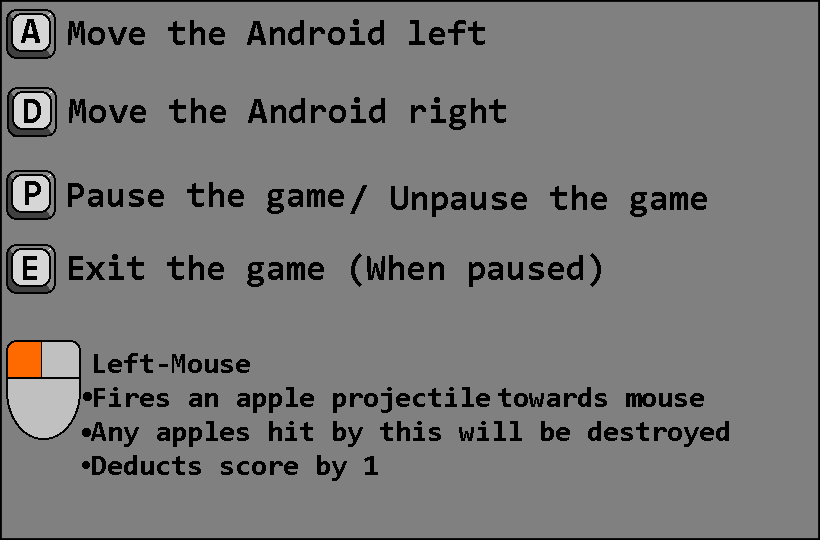 A Move the Android left
D Move the Android right
P Pause the game/ Unpause the game
E Exit the game (When paused)
Left-Mouse
•Fires an apple projectile towards mouse
•Any apples hit by this will be destroyed
•Deducts score by 1